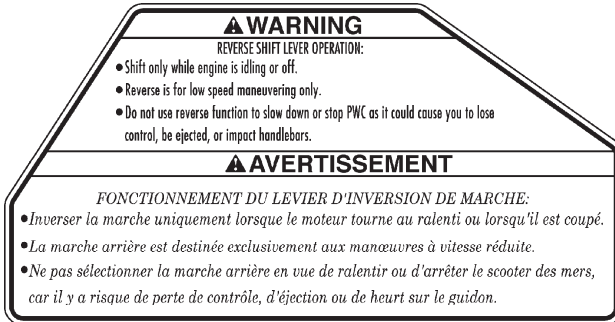 ⚠ WARNING
REVERSE SHIFT LEVER OPERATION:
• Shift only while engine is idling or off.
• Reverse is for low speed maneuvering only.
• Do not use reverse function to slow down or stop PWC as it could cause you to lose
control, be ejected, or impact handlebars.
⚠ AVERTISSEMENT
FONCTIONNEMENT DU LEVIER D'INVERSION DE MARCHE:
• Inverser la marche uniquement lorsque le moteur tourne au ralenti ou lorsqu'il est coupé.
• La marche arrière est destinée exclusivement aux manœuvres à vitesse réduite.
• Ne pas sélectionner la marche arrière en vue de ralentir ou d'arrêter le scooter des mers,
car il y a risque de perte de contrôle, d'éjection ou de heurt sur le guidon.